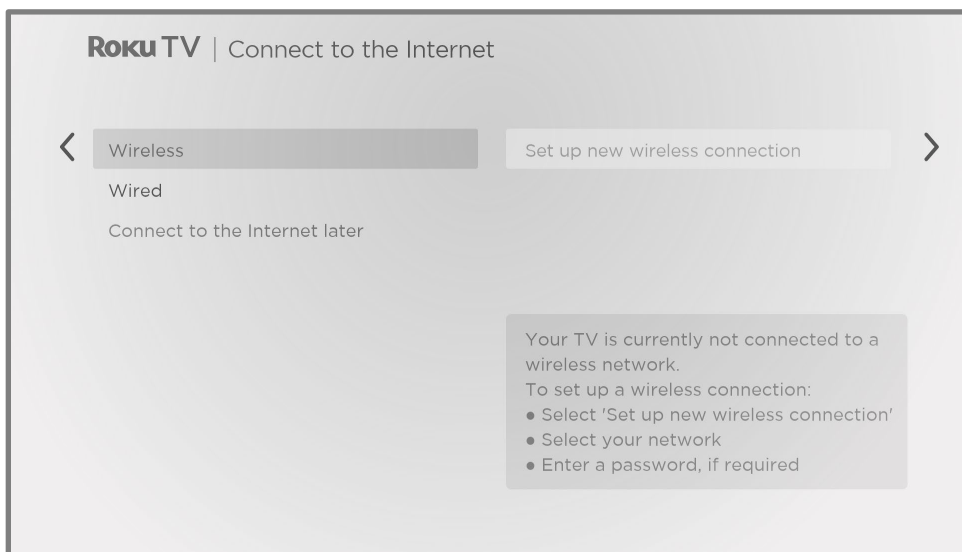 Roku TV | Connect to the Internet
Wireless
Set up new wireless connection
Wired
Connect to the Internet later
Your TV is currently not connected to a
wireless network.
To set up a wireless connection:
● Select 'Set up new wireless connection'
● Select your network
● Enter a password, if required